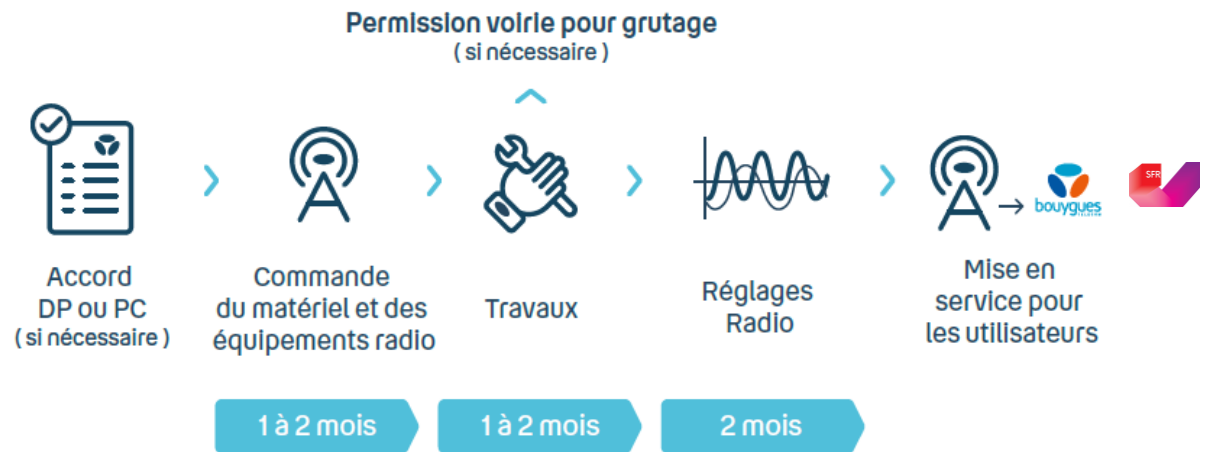 Permission voirie pour grutage
( si nécessaire )
SFR
bouygues
TELECOM
Accord
DP ou PC
( si nécessaire )
Commande
du matériel et des
équipements radio
Travaux
Réglages
Radio
Mise en
service pour
les utilisateurs
1 à 2 mois
1 à 2 mois
2 mois